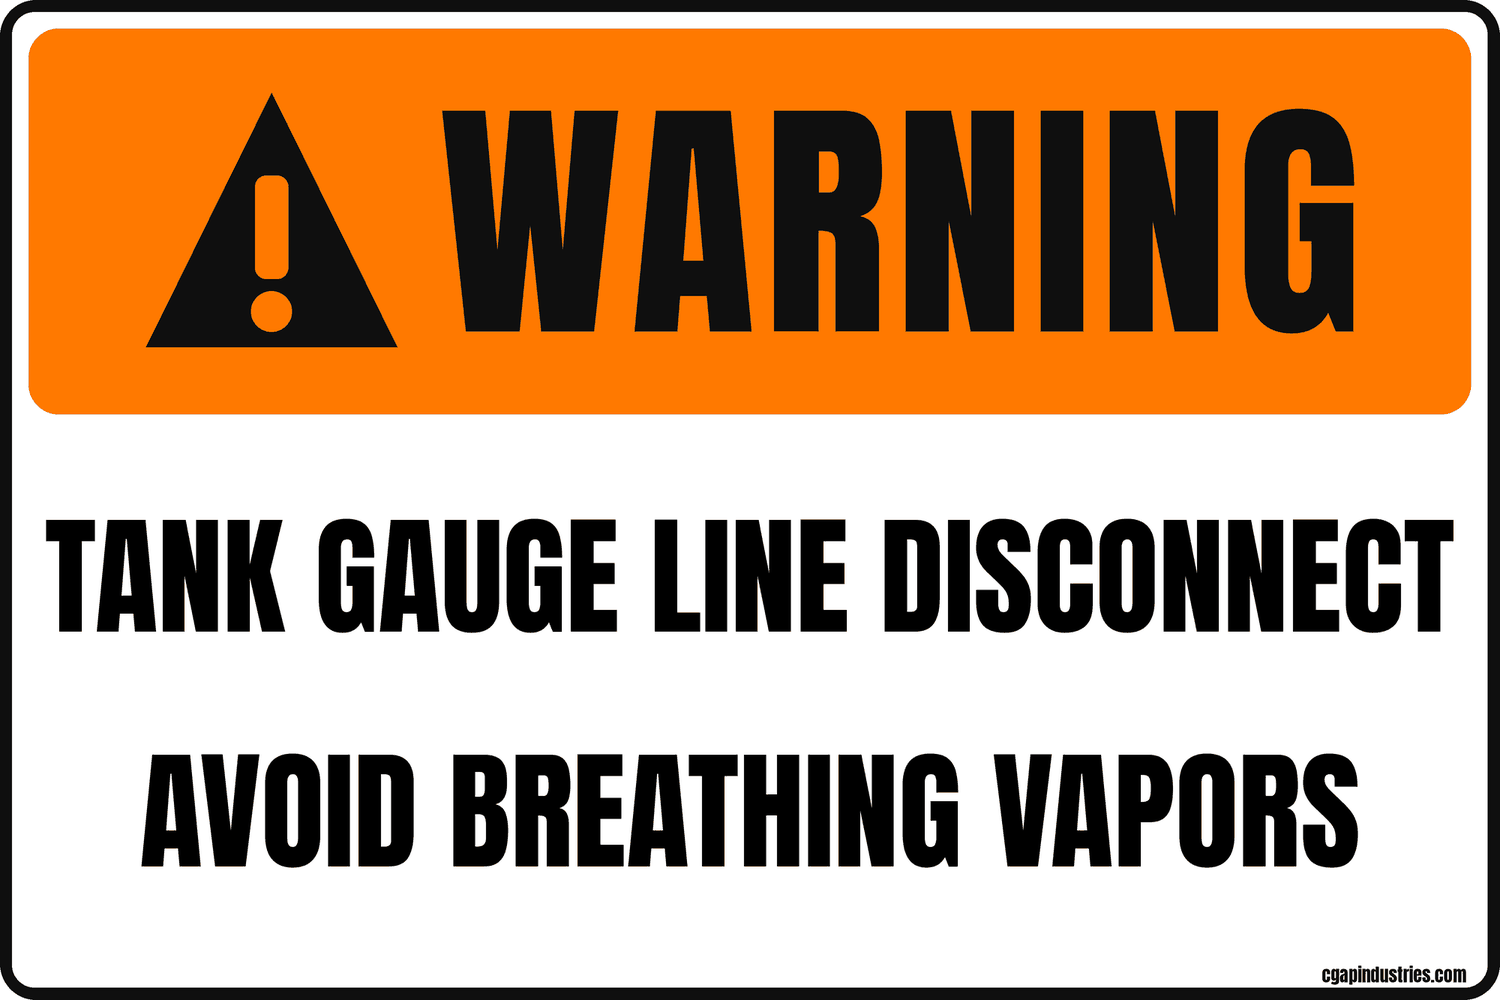 WARNING
TANK GAUGE LINE DISCONNECT
AVOID BREATHING VAPORS
cgapindustries.com